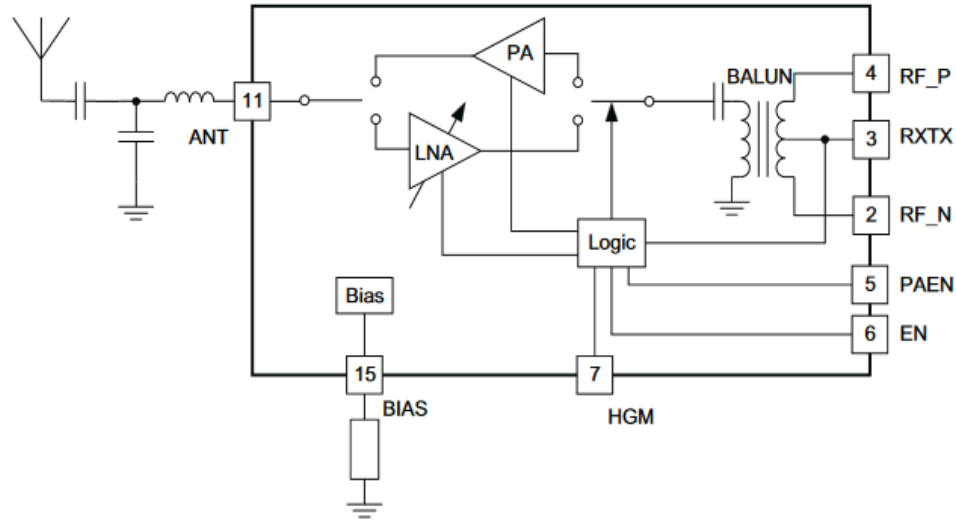 PA
BALUN
4 RF_P
11
ANT
LNA
3 RXTX
2 RF_N
Logic
5 PAEN
Bias
6 EN
15
BIAS
7
HGM